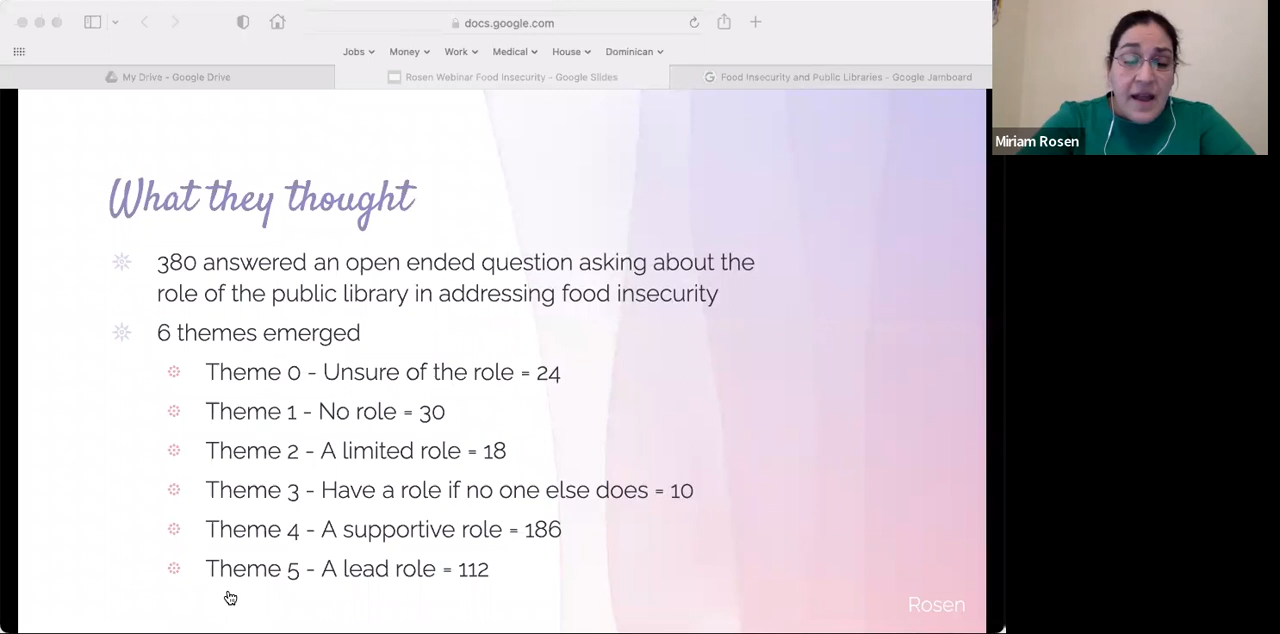 docs.google.com
Jobs Money Work Medical House Dominican
My Drive - Google Drive
Rosen Webinar Food Insecurity - Google Slides
Food Insecurity and Public Libraries - Google Jamboard
Miriam Rosen
What they thought
380 answered an open ended question asking about the
role of the public library in addressing food insecurity
6 themes emerged
Theme 0 - Unsure of the role = 24
Theme 1 - No role = 30
Theme 2 - A limited role = 18
Theme 3 - Have a role if no one else does = 10
Theme 4 - A supportive role = 186
Theme 5 - A lead role = 112
Rosen